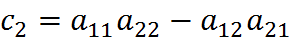 c₂ = a₁₁a₂₂ − a₁₂a₂₁